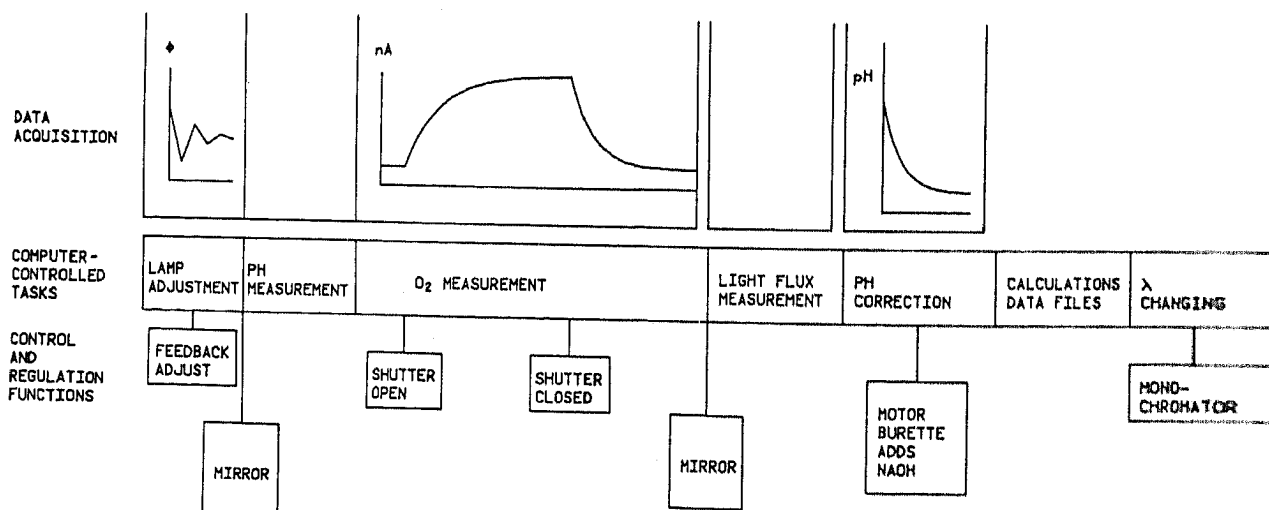 ϕ
nA
pH
DATA
ACQUISITION
COMPUTER-
CONTROLLED
TASKS
LAMP
ADJUSTMENT
PH
MEASUREMENT
O₂ MEASUREMENT
LIGHT FLUX
MEASUREMENT
PH
CORRECTION
CALCULATIONS
DATA FILES
λ
CHANGING
CONTROL
AND
REGULATION
FUNCTIONS
FEEDBACK
ADJUST
MIRROR
SHUTTER
OPEN
SHUTTER
CLOSED
MIRROR
MOTOR
BURETTE
ADDS
NAOH
MONO-
CHROMATOR